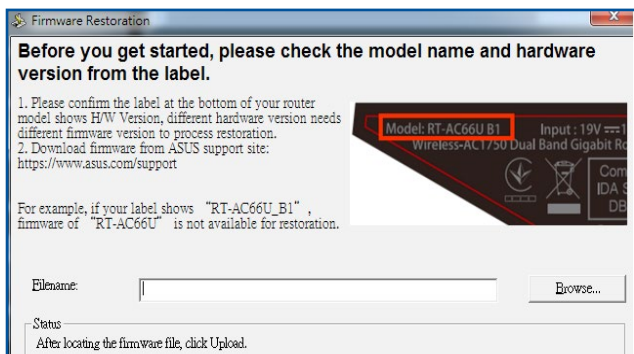 Firmware Restoration
Before you get started, please check the model name and hardware
version from the label.
1. Please confirm the label at the bottom of your router
model shows H/W Version, different hardware version needs
different firmware version to process restoration.
2. Download firmware from ASUS support site:
https://www.asus.com/support
For example, if your label shows “RT-AC66U_B1”,
firmware of “RT-AC66U” is not available for restoration.
Model: RT-AC66U B1 Input : 19V
Wireless-AC1750 Dual Band Gigabit
Com
IDA S
DB
Filename:
Browse...
Status
After locating the firmware file, click Upload.